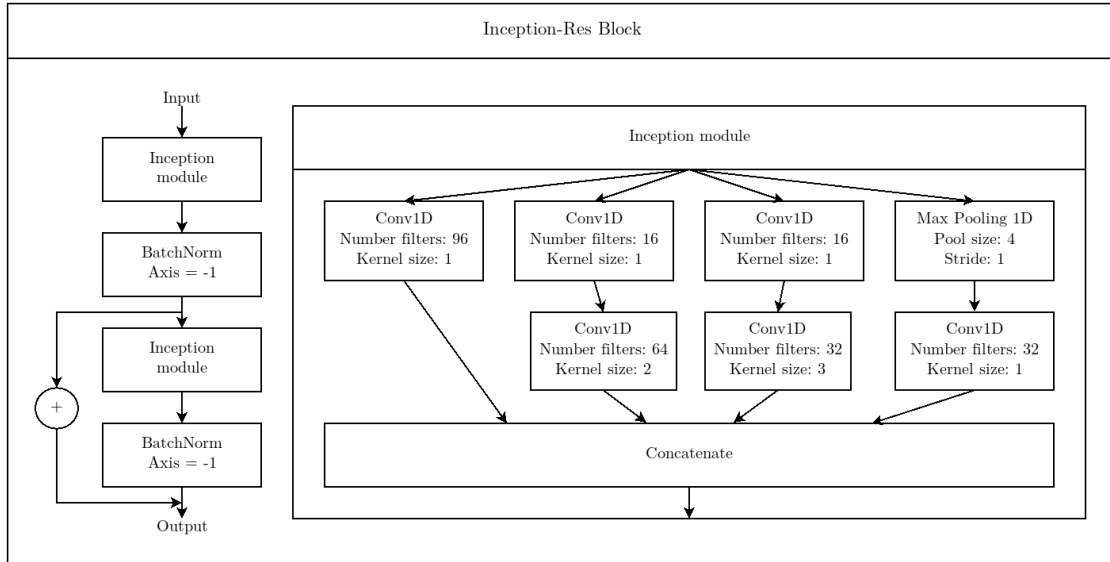 Inception-Res Block
Input
Inception
module
BatchNorm
Axis = -1
Inception
module
+
BatchNorm
Axis = -1
Output
Inception module
Conv1D
Number filters: 96
Kernel size: 1
Conv1D
Number filters: 16
Kernel size: 1
Conv1D
Number filters: 16
Kernel size: 1
Max Pooling 1D
Pool size: 4
Stride: 1
Conv1D
Number filters: 64
Kernel size: 2
Conv1D
Number filters: 32
Kernel size: 3
Conv1D
Number filters: 32
Kernel size: 1
Concatenate